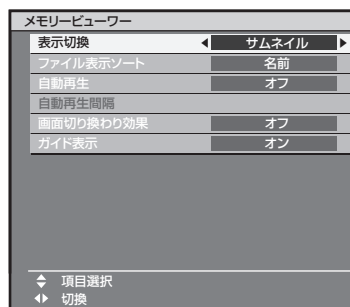 メモリービューワー
表示切換 サムネイル
ファイル表示ソート 名前
自動再生 オフ
自動再生間隔
画面切り換わり効果 オフ
ガイド表示 オン
項目選択
切換